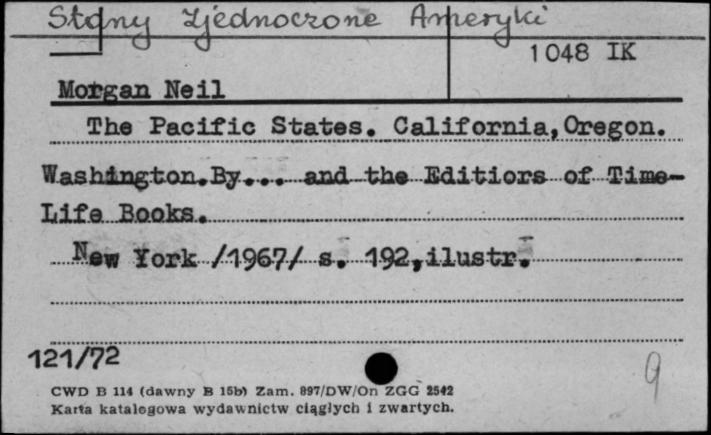 Stany Zjednoczone Ameryki
1048 IK
Morgan Neil
The Pacific States. California,Oregon.
Washington.By... and the Editiors of Time-
Life Books.
New York /1967/ s. 192,ilustr.
121/72
9
CWD B 114 (dawny B 15b) Zam. 897/DW/On ZGG 2542
Karta katalogowa wydawnictw ciągłych i zwartych.